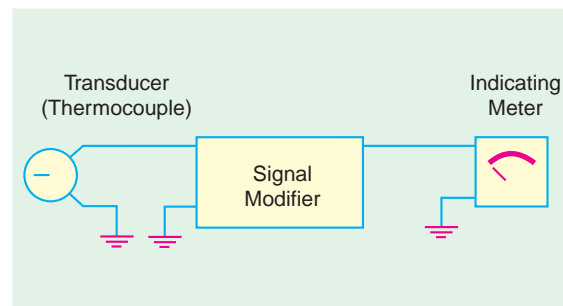 Transducer
(Thermocouple)
Indicating
Meter
Signal
Modifier